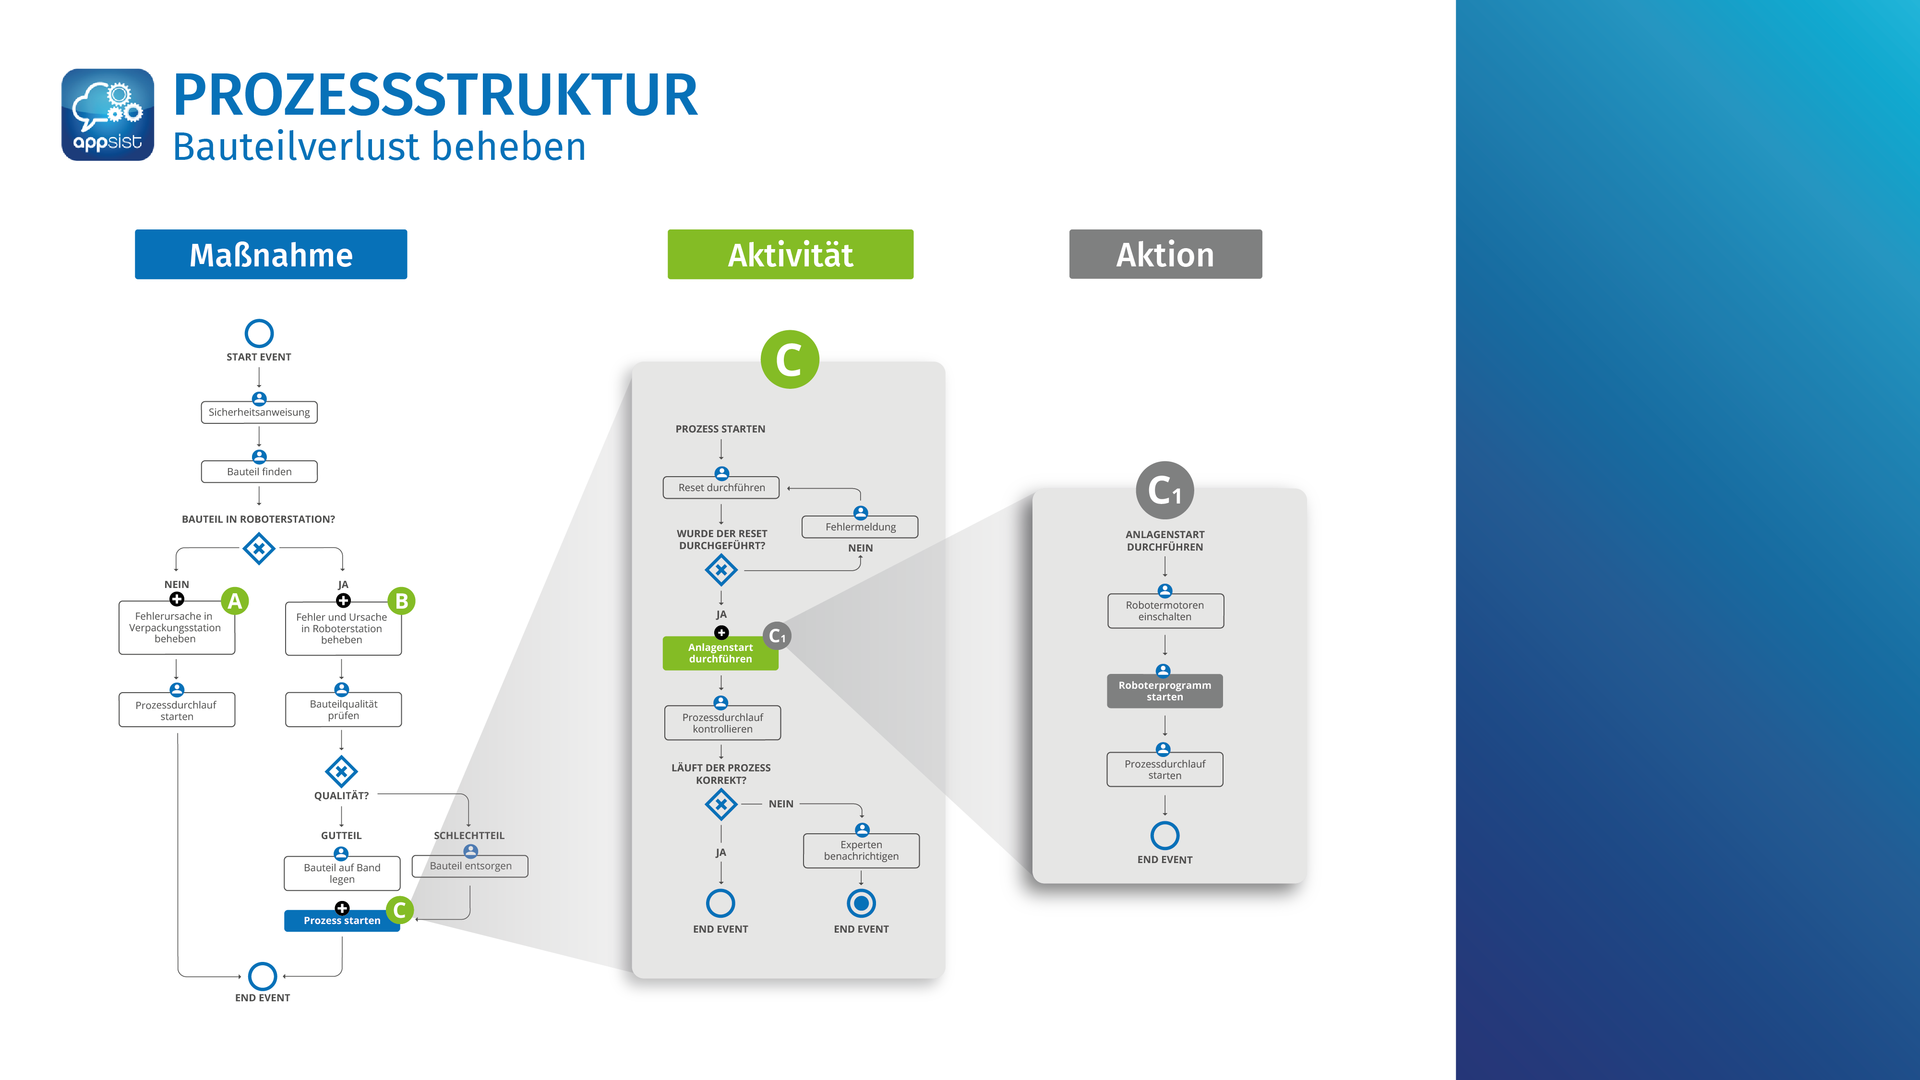 appsist
PROZESSSTRUKTUR
Bauteilverlust beheben
Maßnahme
START EVENT
Sicherheitsanweisung
Bauteil finden
BAUTEIL IN ROBOTERSTATION?
NEIN
JA
A
Fehlerursache in
Verpackungsstation
beheben
B
Fehler und Ursache
in Roboterstation
beheben
Prozessdurchlauf
starten
Bauteilqualität
prüfen
QUALITÄT?
GUTTEIL
SCHLECHTTEIL
Bauteil auf Band
legen
Bauteil entsorgen
C
Prozess starten
END EVENT
Aktivität
C
PROZESS STARTEN
Reset durchführen
Fehlermeldung
WURDE DER RESET
DURCHGEFÜHRT?
NEIN
JA
C1
Anlagenstart
durchführen
Prozessdurchlauf
kontrollieren
LÄUFT DER PROZESS
KORREKT?
NEIN
JA
Experten
benachrichtigen
END EVENT
END EVENT
Aktion
C1
ANLAGENSTART
DURCHFÜHREN
Robotermotoren
einschalten
Roboterprogramm
starten
Prozessdurchlauf
starten
END EVENT